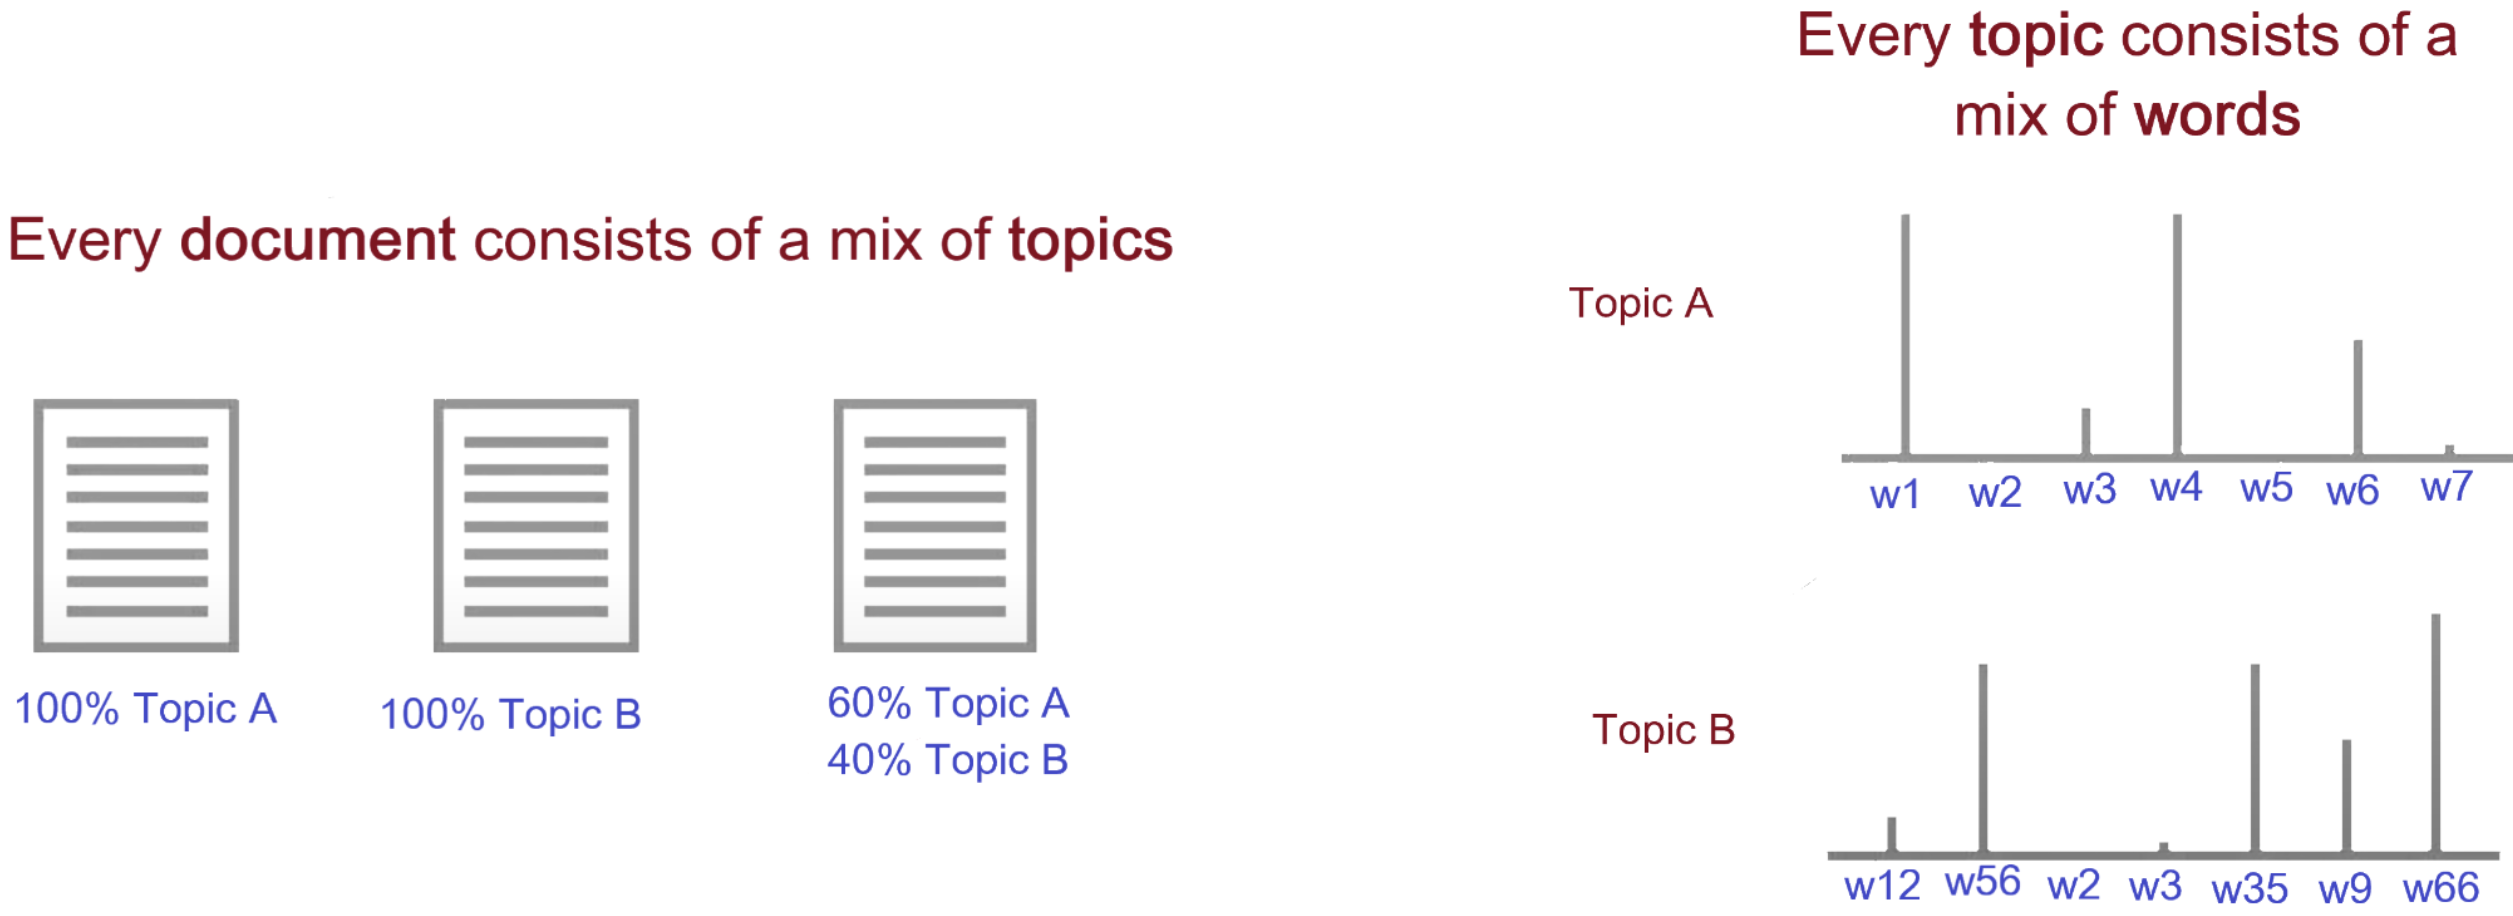 Every document consists of a mix of topics
100% Topic A
100% Topic B
60% Topic A
40% Topic B
Every topic consists of a
mix of words
Topic A
w1 w2 w3 w4 w5 w6 w7
Topic B
w12 w56 w2 w3 w35 w9 w66